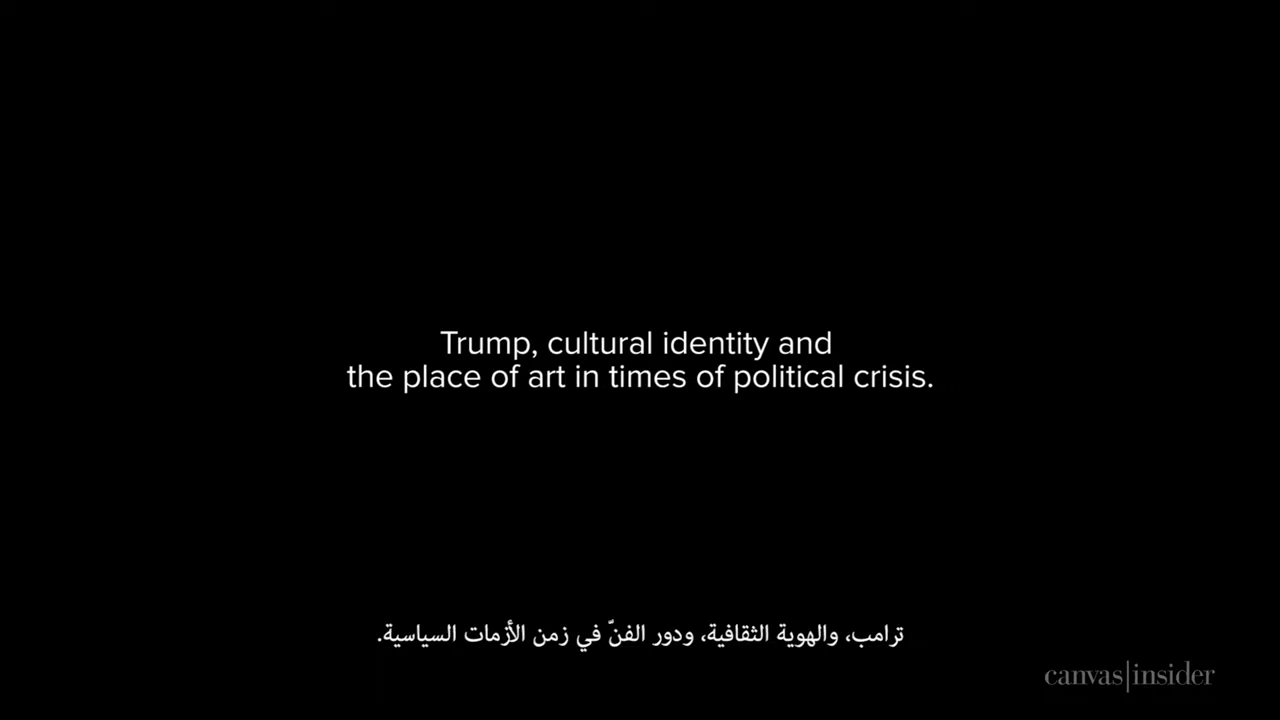 Trump, cultural identity and
the place of art in times of political crisis.
ترامب، والهوية الثقافية، ودور الفنّ في زمن الأزمات السياسية.
canvas|insider